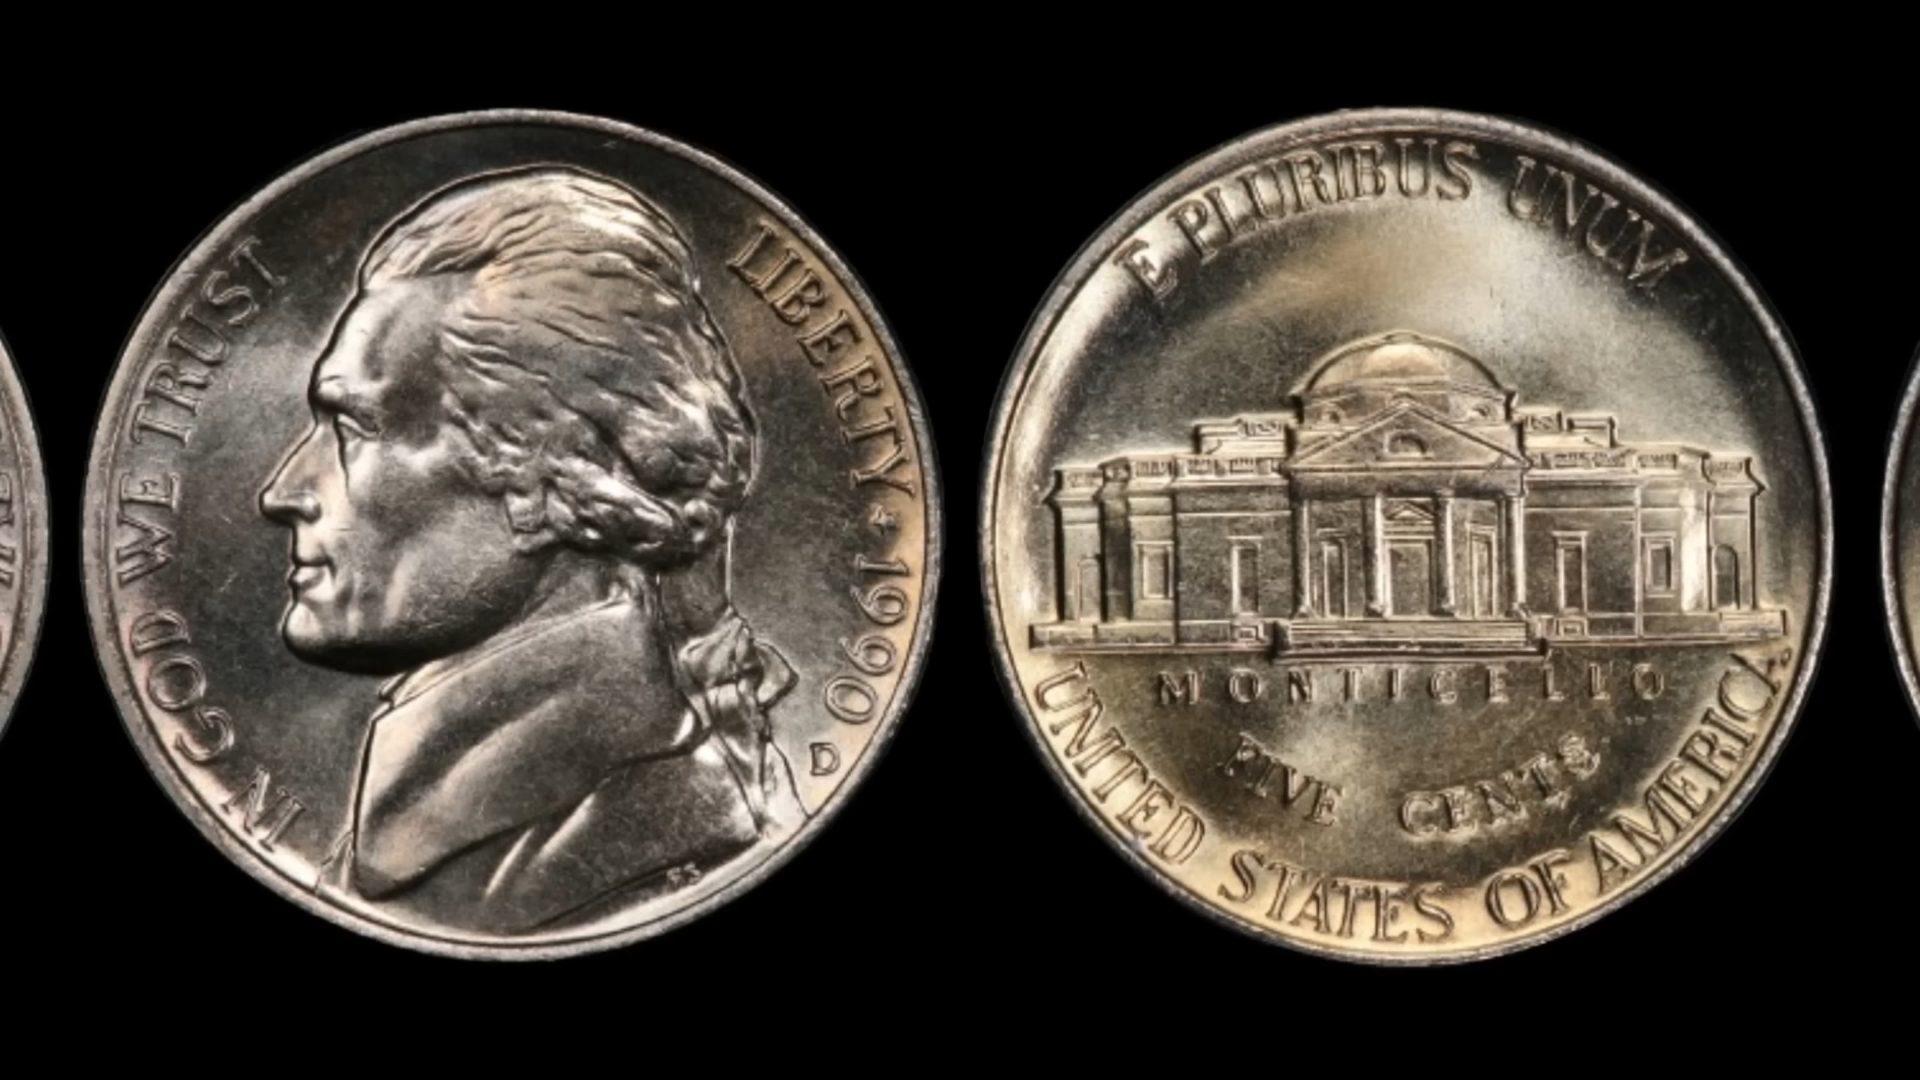 IN GOD WE TRUST
LIBERTY * 1990
D
FS
E PLURIBUS UNUM
MONTICELLO
FIVE CENTS
UNITED STATES OF AMERICA